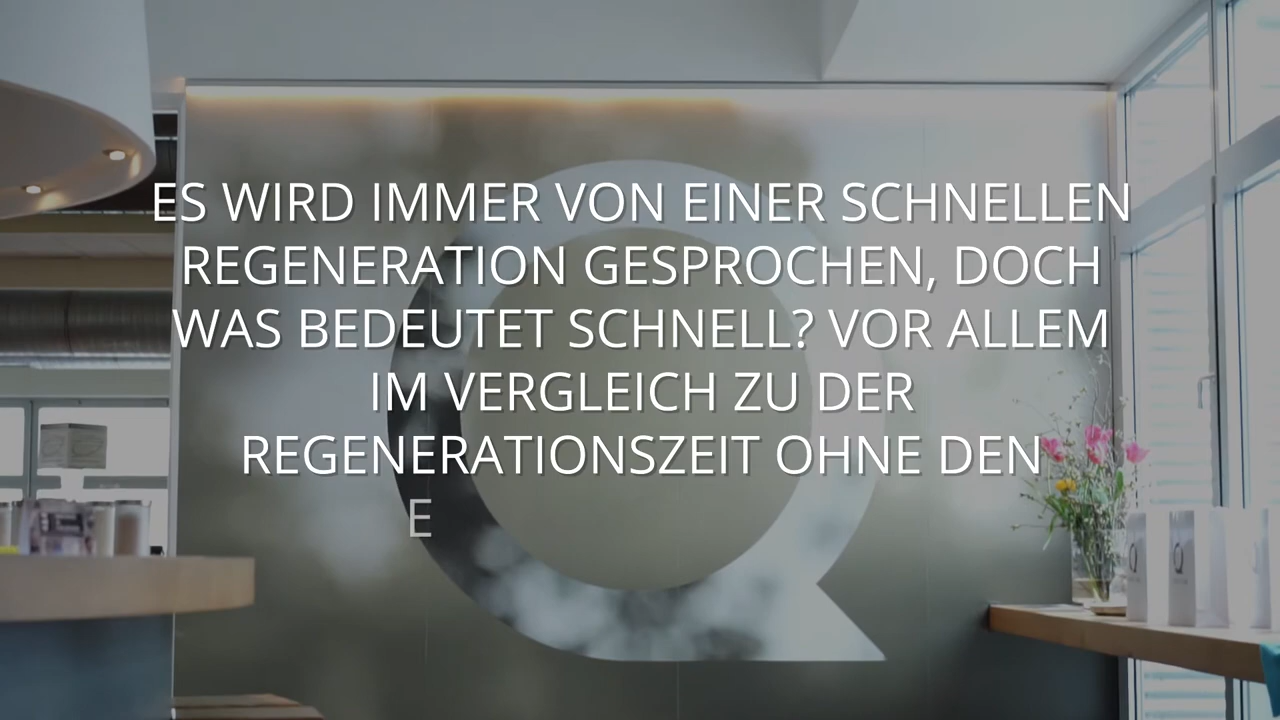 ES WIRD IMMER VON EINER SCHNELLEN
REGENERATION GESPROCHEN, DOCH
WAS BEDEUTET SCHNELL? VOR ALLEM
IM VERGLEICH ZU DER
REGENERATIONSZEIT OHNE DEN
E